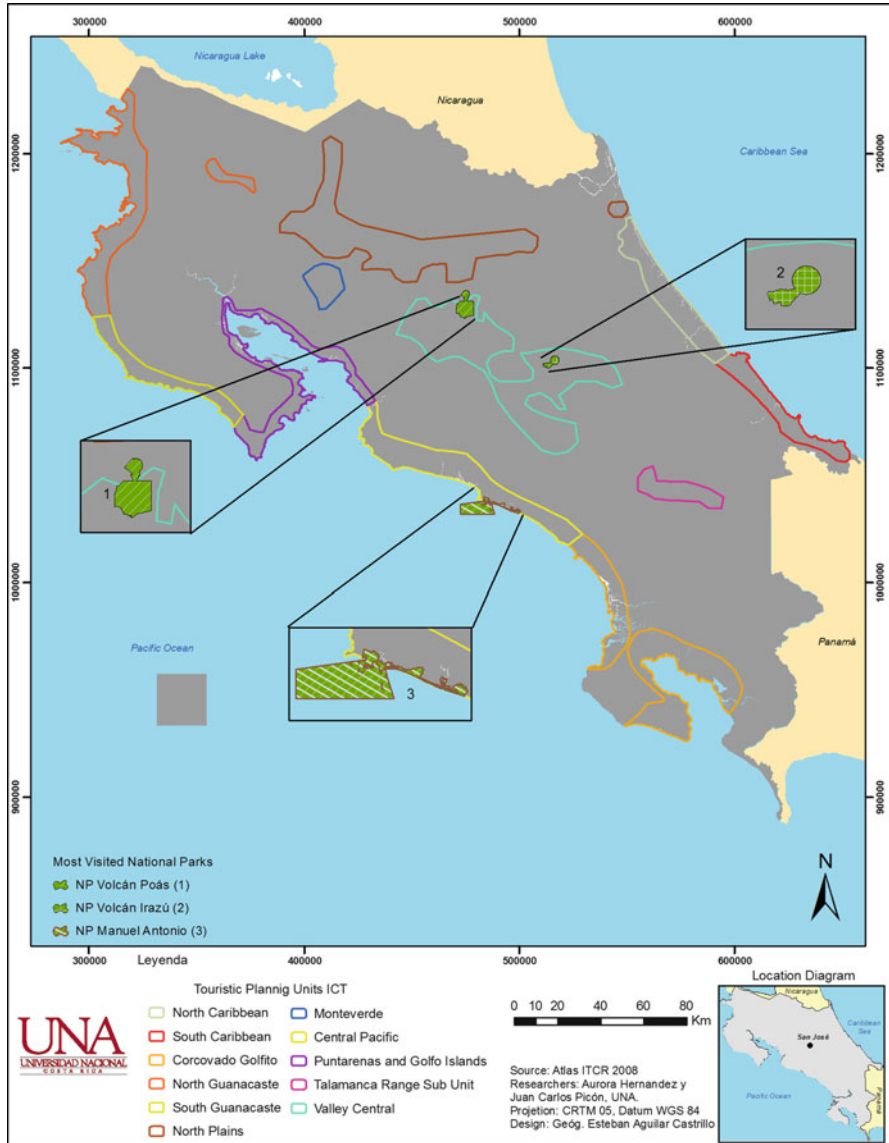 300000 400000 500000 600000
Nicaragua Lake
Nicaragua
Caribbean Sea
1200000 1200000
2
1100000 1100000
1
1000000 1000000
Panamá
Pacific Ocean
3
900000 900000
N
Most Visited National Parks
NP Volcán Poás (1)
NP Volcán Irazú (2)
NP Manuel Antonio (3)
300000 400000 500000 600000
Leyenda
Touristic Plannig Units ICT
North Caribbean
South Caribbean
Corcovado Golfito
North Guanacaste
South Guanacaste
North Plains
Monteverde
Central Pacific
Puntarenas and Golfo Islands
Talamanca Range Sub Unit
Valley Central
UNA
UNIVERSIDAD NACIONAL
COSTA RICA
0 10 20 40 60 80
Km
Source: Atlas ITCR 2008
Researchers: Aurora Hernandez y
Juan Carlos Picón, UNA.
Projetion: CRTM 05, Datum WGS 84
Design: Geóg. Esteban Aguilar Castrillo
Location Diagram
Nicaragua
Caribbean
Sea
San José
Pacific Ocean
Panamá